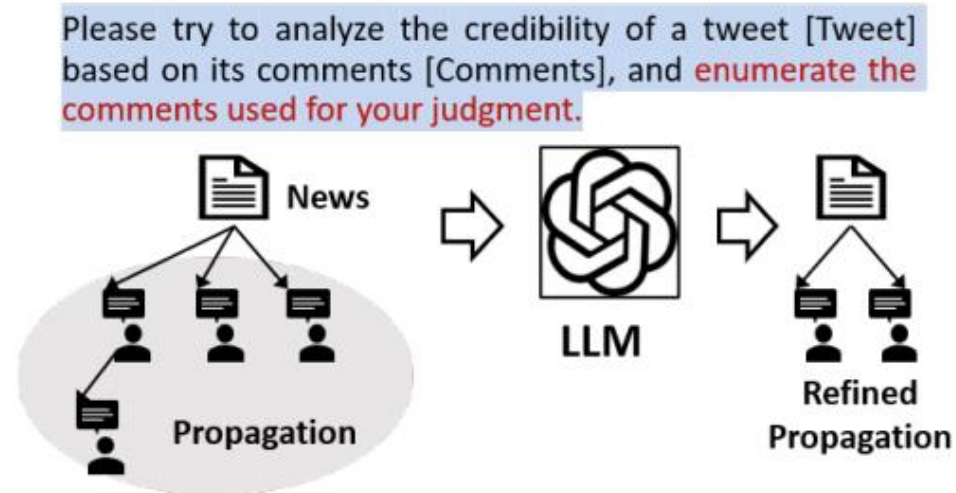 Please try to analyze the credibility of a tweet [Tweet]
based on its comments [Comments], and enumerate the
comments used for your judgment.
News
LLM
Propagation
Refined
Propagation